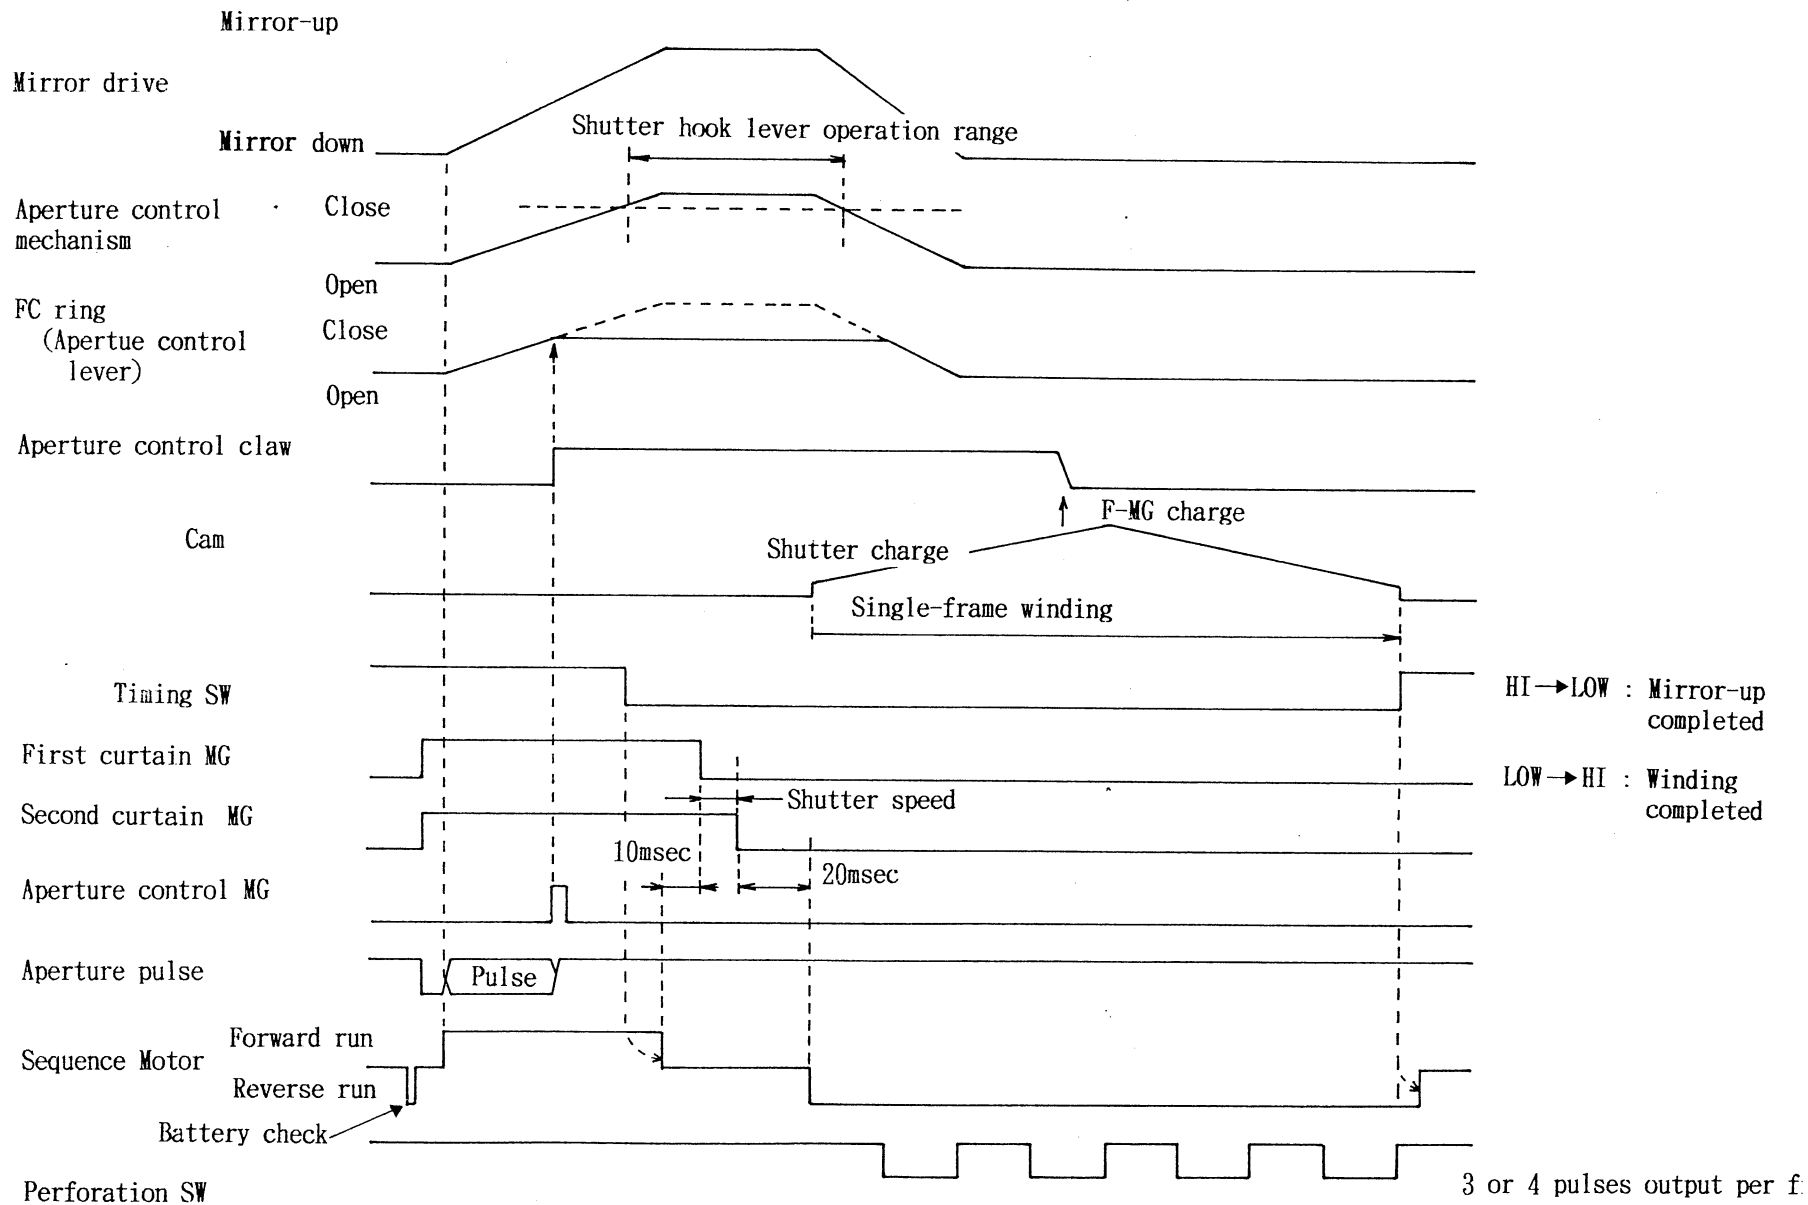 Mirror-up
Mirror drive
Mirror down
Shutter hook lever operation range
Aperture control
mechanism
Close
Open
FC ring
(Apertue control
lever)
Close
Open
Aperture control claw
F-MG charge
Cam
Shutter charge
Single-frame winding
Timing SW
HI→LOW : Mirror-up
completed
First curtain MG
LOW→HI : Winding
completed
Shutter speed
Second curtain MG
10msec
20msec
Aperture control MG
Aperture pulse
Pulse
Forward run
Sequence Motor
Reverse run
Battery check
Perforation SW
3 or 4 pulses output per